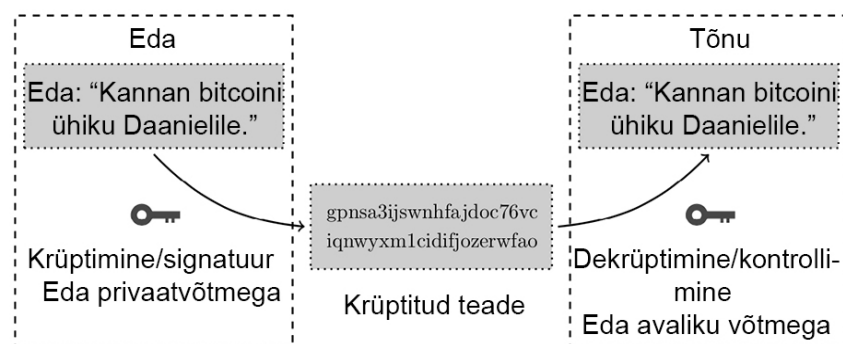 Eda
Eda: “Kannan bitcoini
ühiku Daanielile.”
Krüptimine/signatuur
Eda privaatvõtmega
gpnsa3ijswnhfajdoc76vc
iqnwyxm1cidifjozerwfao
Krüptitud teade
Tõnu
Eda: “Kannan bitcoini
ühiku Daanielile.”
Dekrüptimine/kontrolli-
mine
Eda avaliku võtmega